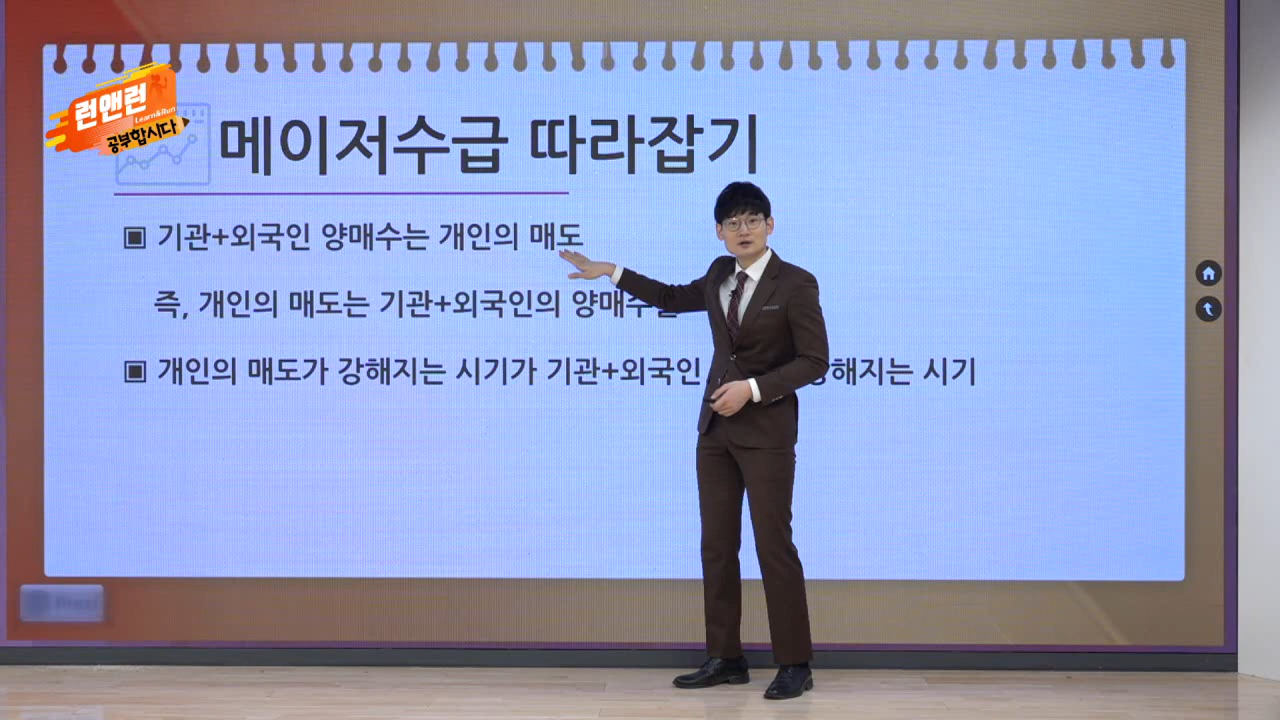 런앤런
Learn&Run
공부합시다
메이저수급 따라잡기
▣ 기관+외국인 양매수는 개인의 매도
즉, 개인의 매도는 기관+외국인의 양매수
▣ 개인의 매도가 강해지는 시기가 기관+외국인 강해지는 시기